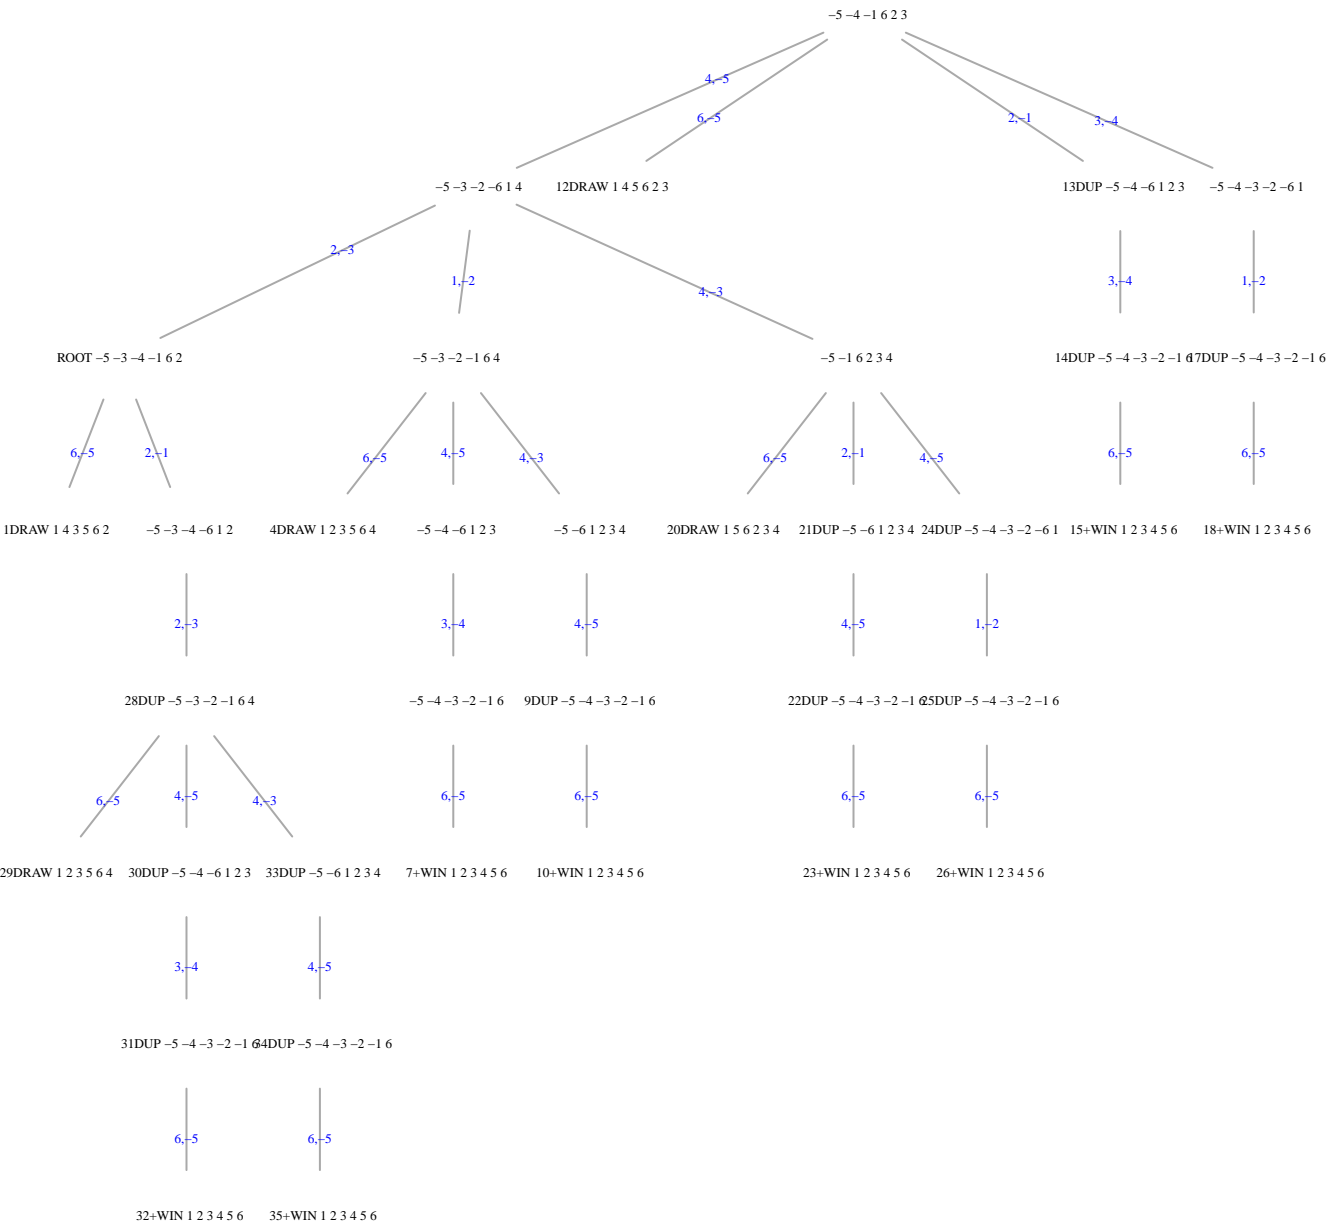 −5 −4 −1 6 2 3
4,−5
6,−5
2,−1
3,−4
−5 −3 −2 −6 1 4
12DRAW 1 4 5 6 2 3
13DUP −5 −4 −6 1 2 3
−5 −4 −3 −2 −6 1
2,−3
1,−2
4,−3
3,−4
1,−2
ROOT −5 −3 −4 −1 6 2
−5 −3 −2 −1 6 4
−5 −1 6 2 3 4
14DUP −5 −4 −3 −2 −1 6
17DUP −5 −4 −3 −2 −1 6
6,−5
2,−1
6,−5
4,−5
4,−3
6,−5
2,−1
4,−5
6,−5
6,−5
1DRAW 1 4 3 5 6 2
−5 −3 −4 −6 1 2
4DRAW 1 2 3 5 6 4
−5 −4 −6 1 2 3
−5 −6 1 2 3 4
20DRAW 1 5 6 2 3 4
21DUP −5 −6 1 2 3 4
24DUP −5 −4 −3 −2 −6 1
15+WIN 1 2 3 4 5 6
18+WIN 1 2 3 4 5 6
2,−3
3,−4
4,−5
4,−5
1,−2
28DUP −5 −3 −2 −1 6 4
−5 −4 −3 −2 −1 6
9DUP −5 −4 −3 −2 −1 6
22DUP −5 −4 −3 −2 −1 6
25DUP −5 −4 −3 −2 −1 6
6,−5
4,−5
4,−3
6,−5
6,−5
6,−5
6,−5
29DRAW 1 2 3 5 6 4
30DUP −5 −4 −6 1 2 3
33DUP −5 −6 1 2 3 4
7+WIN 1 2 3 4 5 6
10+WIN 1 2 3 4 5 6
23+WIN 1 2 3 4 5 6
26+WIN 1 2 3 4 5 6
3,−4
4,−5
31DUP −5 −4 −3 −2 −1 6
34DUP −5 −4 −3 −2 −1 6
6,−5
6,−5
32+WIN 1 2 3 4 5 6
35+WIN 1 2 3 4 5 6